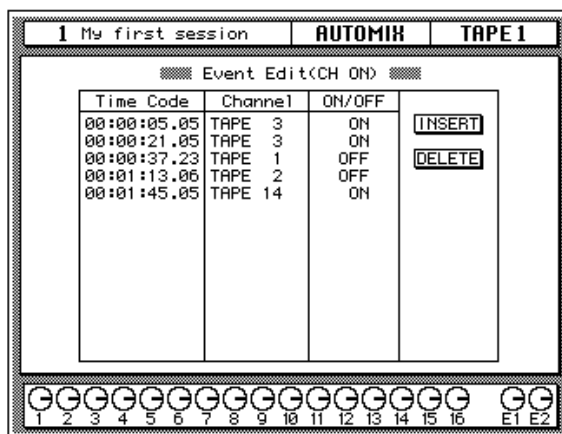 1 My first session AUTOMIX TAPE 1
Event Edit(CH ON)
Time Code Channel ON/OFF
00:00:05.05 TAPE 3 ON INSERT
00:00:21.05 TAPE 3 ON
00:00:37.23 TAPE 1 OFF DELETE
00:01:13.06 TAPE 2 OFF
00:01:45.05 TAPE 14 ON
1 2 3 4 5 6 7 8 9 10 11 12 13 14 15 16 E1 E2